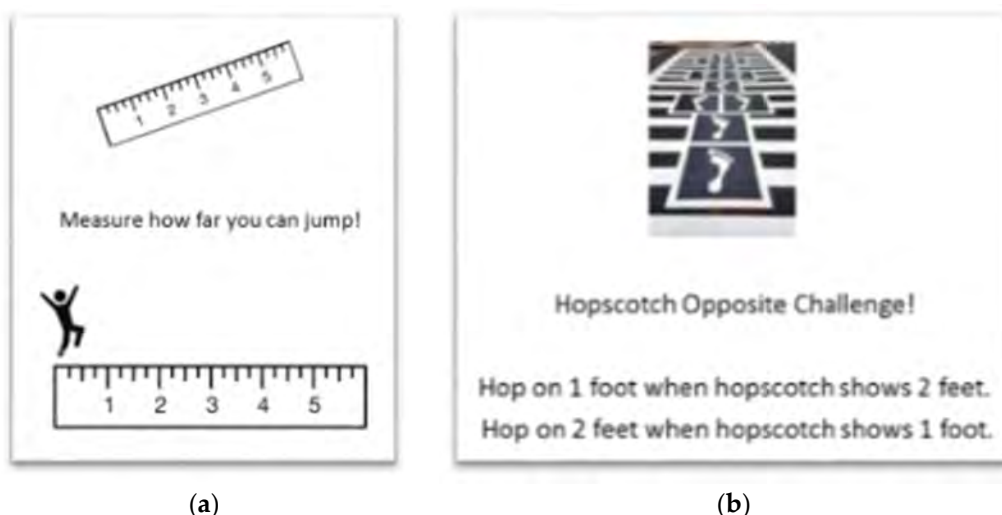 1 2 3 4 5
Measure how far you can jump!
1 2 3 4 5
(a)
Hopscotch Opposite Challenge!
Hop on 1 foot when hopscotch shows 2 feet.
Hop on 2 feet when hopscotch shows 1 foot.
(b)